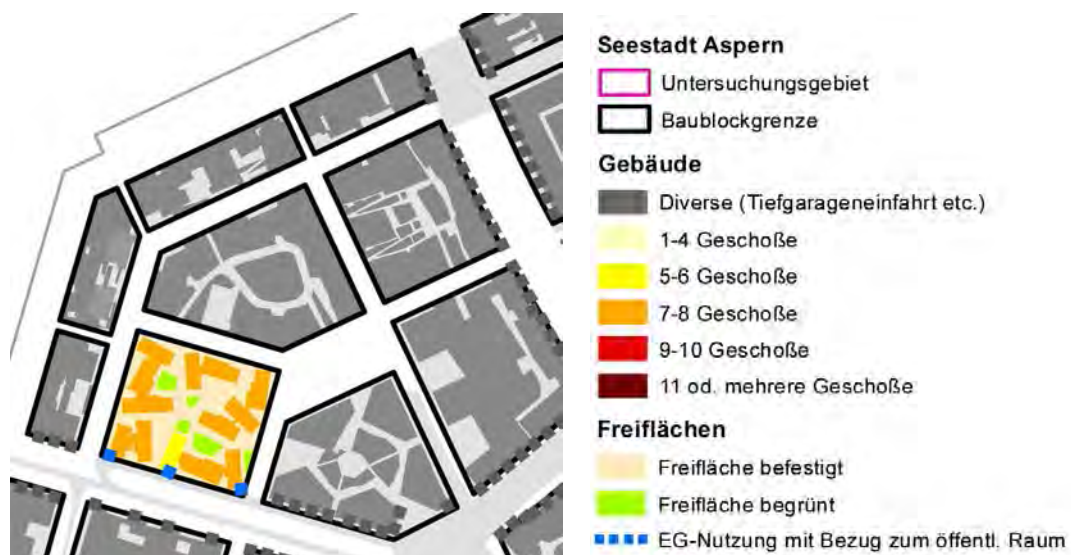 Seestadt Aspern
Untersuchungsgebiet
Baublockgrenze
Gebäude
Diverse (Tiefgarageneinfahrt etc.)
1-4 Geschoße
5-6 Geschoße
7-8 Geschoße
9-10 Geschoße
11 od. mehrere Geschoße
Freiflächen
Freifläche befestigt
Freifläche begrünt
EG-Nutzung mit Bezug zum öffentl. Raum